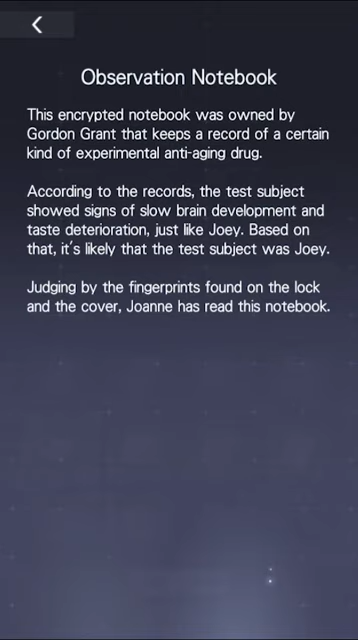 Observation Notebook
This encrypted notebook was owned by
Gordon Grant that keeps a record of a certain
kind of experimental anti-aging drug.
According to the records, the test subject
showed signs of slow brain development and
taste deterioration, just like Joey. Based on
that, it's likely that the test subject was Joey.
Judging by the fingerprints found on the lock
and the cover, Joanne has read this notebook.